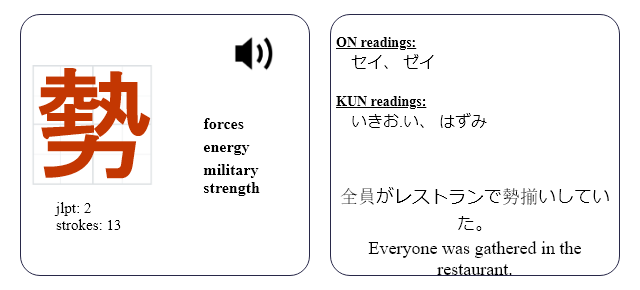 勢
forces
energy
military
strength
jlpt: 2
strokes: 13
ON readings:
セイ、 ゼイ
KUN readings:
いきお.い、 はずみ
全員がレストランで勢揃いしてい
た。
Everyone was gathered in the
restaurant.